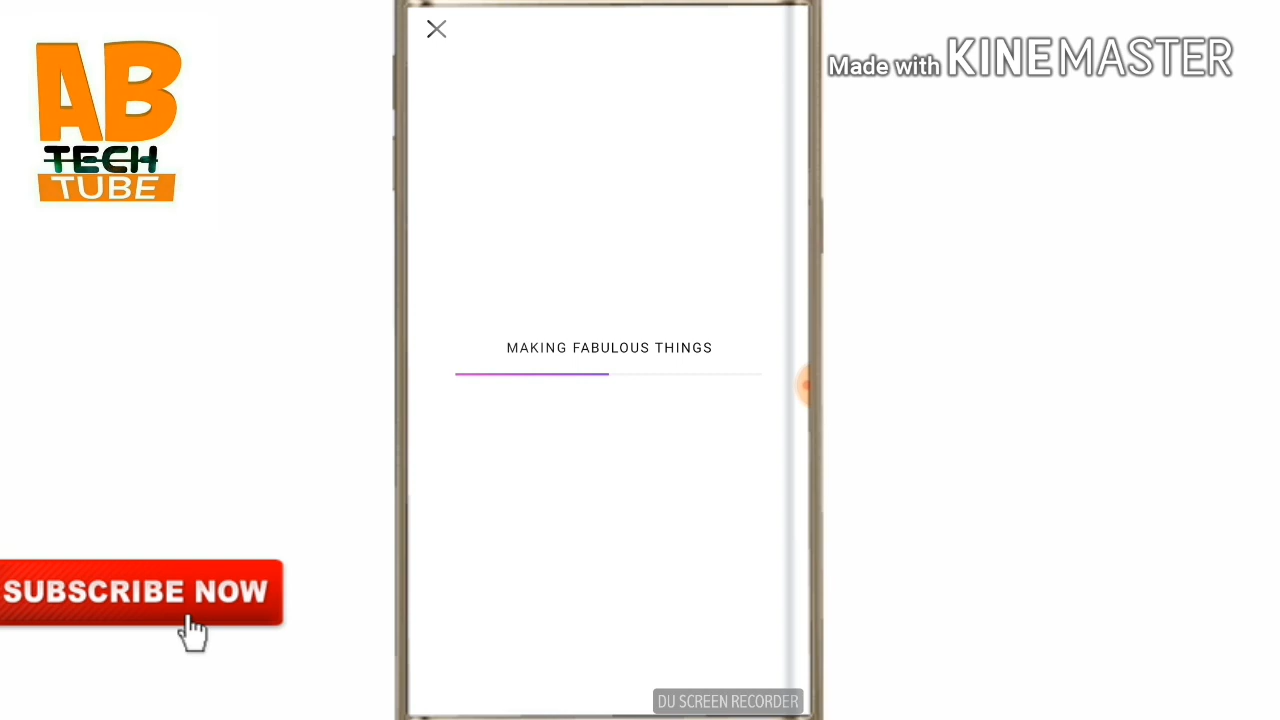 AB
TECH
TUBE
Made with KINEMASTER
MAKING FABULOUS THINGS
SUBSCRIBE NOW
DU SCREEN RECORDER